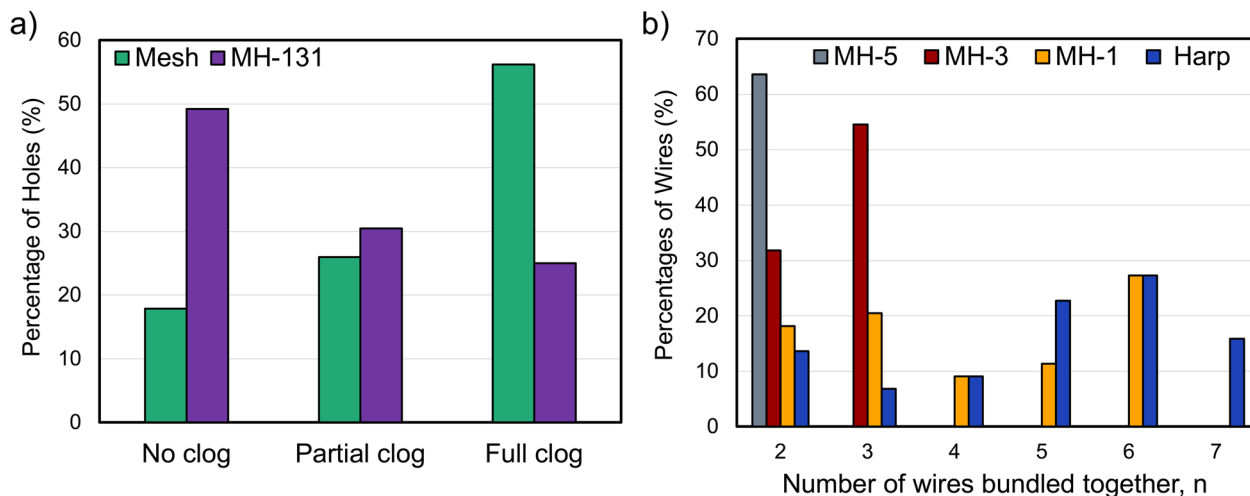 a)
Mesh MH-131
Percentage of Holes (%)
60
50
40
30
20
10
0
No clog Partial clog Full clog
b)
MH-5 MH-3 MH-1 Harp
Percentages of Wires (%)
70
60
50
40
30
20
10
0
2 3 4 5 6 7
Number of wires bundled together, n